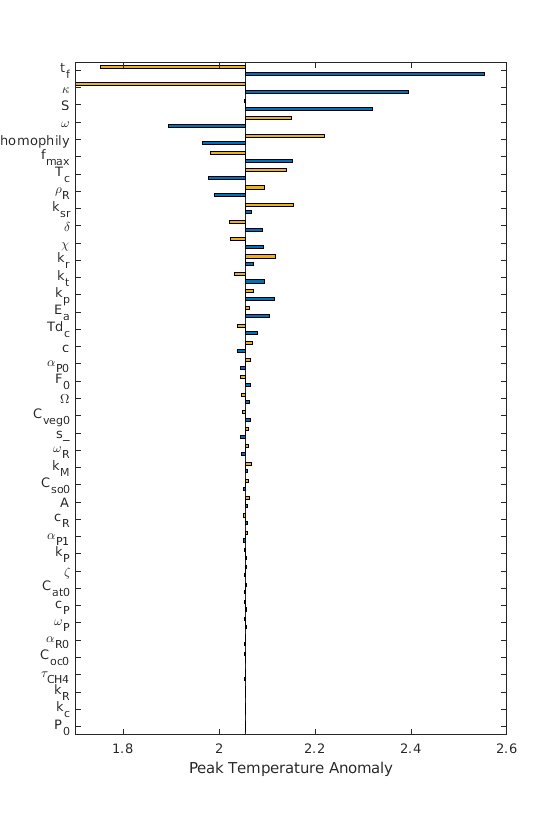 t_f
κ
S
ω
homophily
f_max
T_c
ρ_R
k_sr
δ
χ
k_r
k_t
k_p
E_a
Td_c
c
α_P0
F_0
Ω
C_veg0
s_
ω_R
k_M
C_so0
A
c_R
α_P1
k_P
ζ
C_at0
c_P
ω_P
α_R0
C_oc0
τ_CH4
k_R
k_c
P_0
1.8 2 2.2 2.4 2.6
Peak Temperature Anomaly